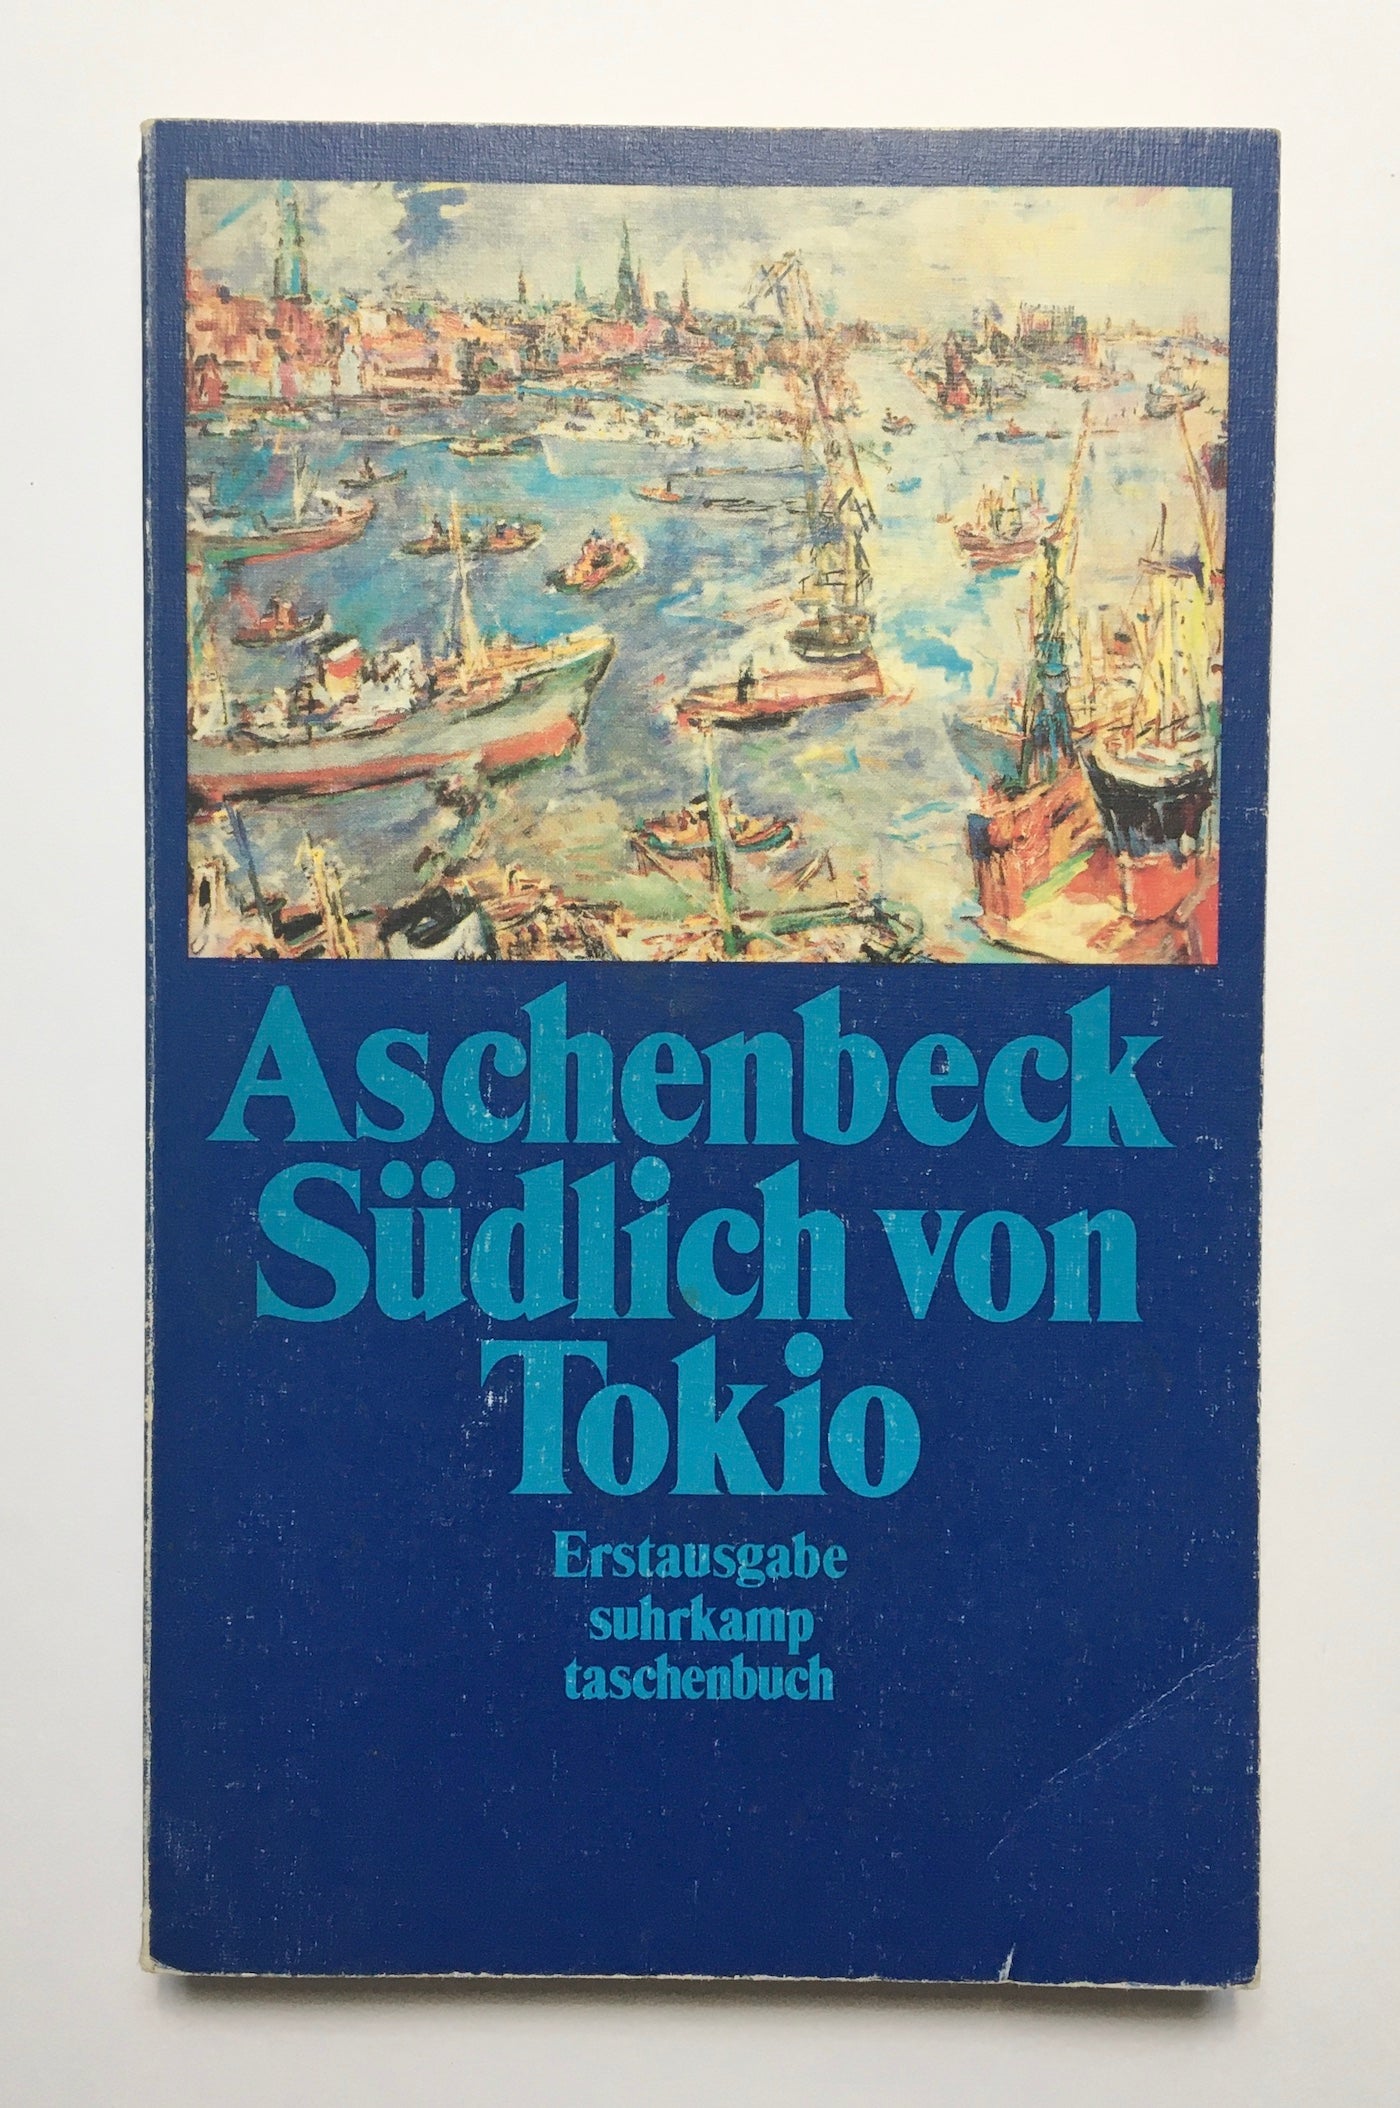 Aschenbeck
Südlich von
Tokio
Erstausgabe
suhrkamp
taschenbuch